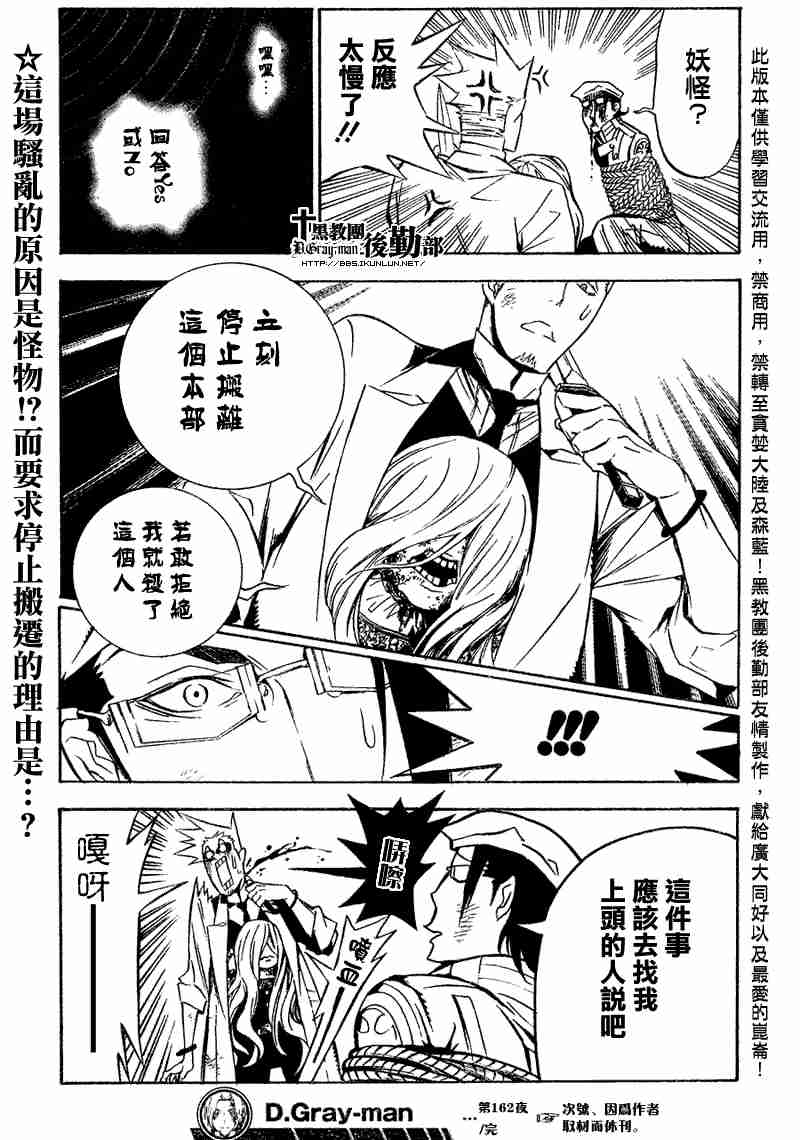 此版本僅供學習交流用，禁商用，禁轉至貪婪大陸及森藍！黑教團後勤部友情製作，獻給廣大同好以及最愛的崑崙！
妖怪？
反應
太慢了!!
嘿嘿…
回答Yes
或No
黑教團
D.Gray-man 後勤部
HTTP://BBS.IKUNLUN.NET/
立刻
停止搬離
這個本部
若敢拒絕
我就殺了
這個人
!!!
這件事
應該去找我
上頭的人說吧
噴血—
嘎呀——
☆這場騷亂的原因是怪物!?而要求停止搬遷的理由是…？
D.Gray-man
…
第162夜
/完
☞
次號、因爲作者
取材而休刊。